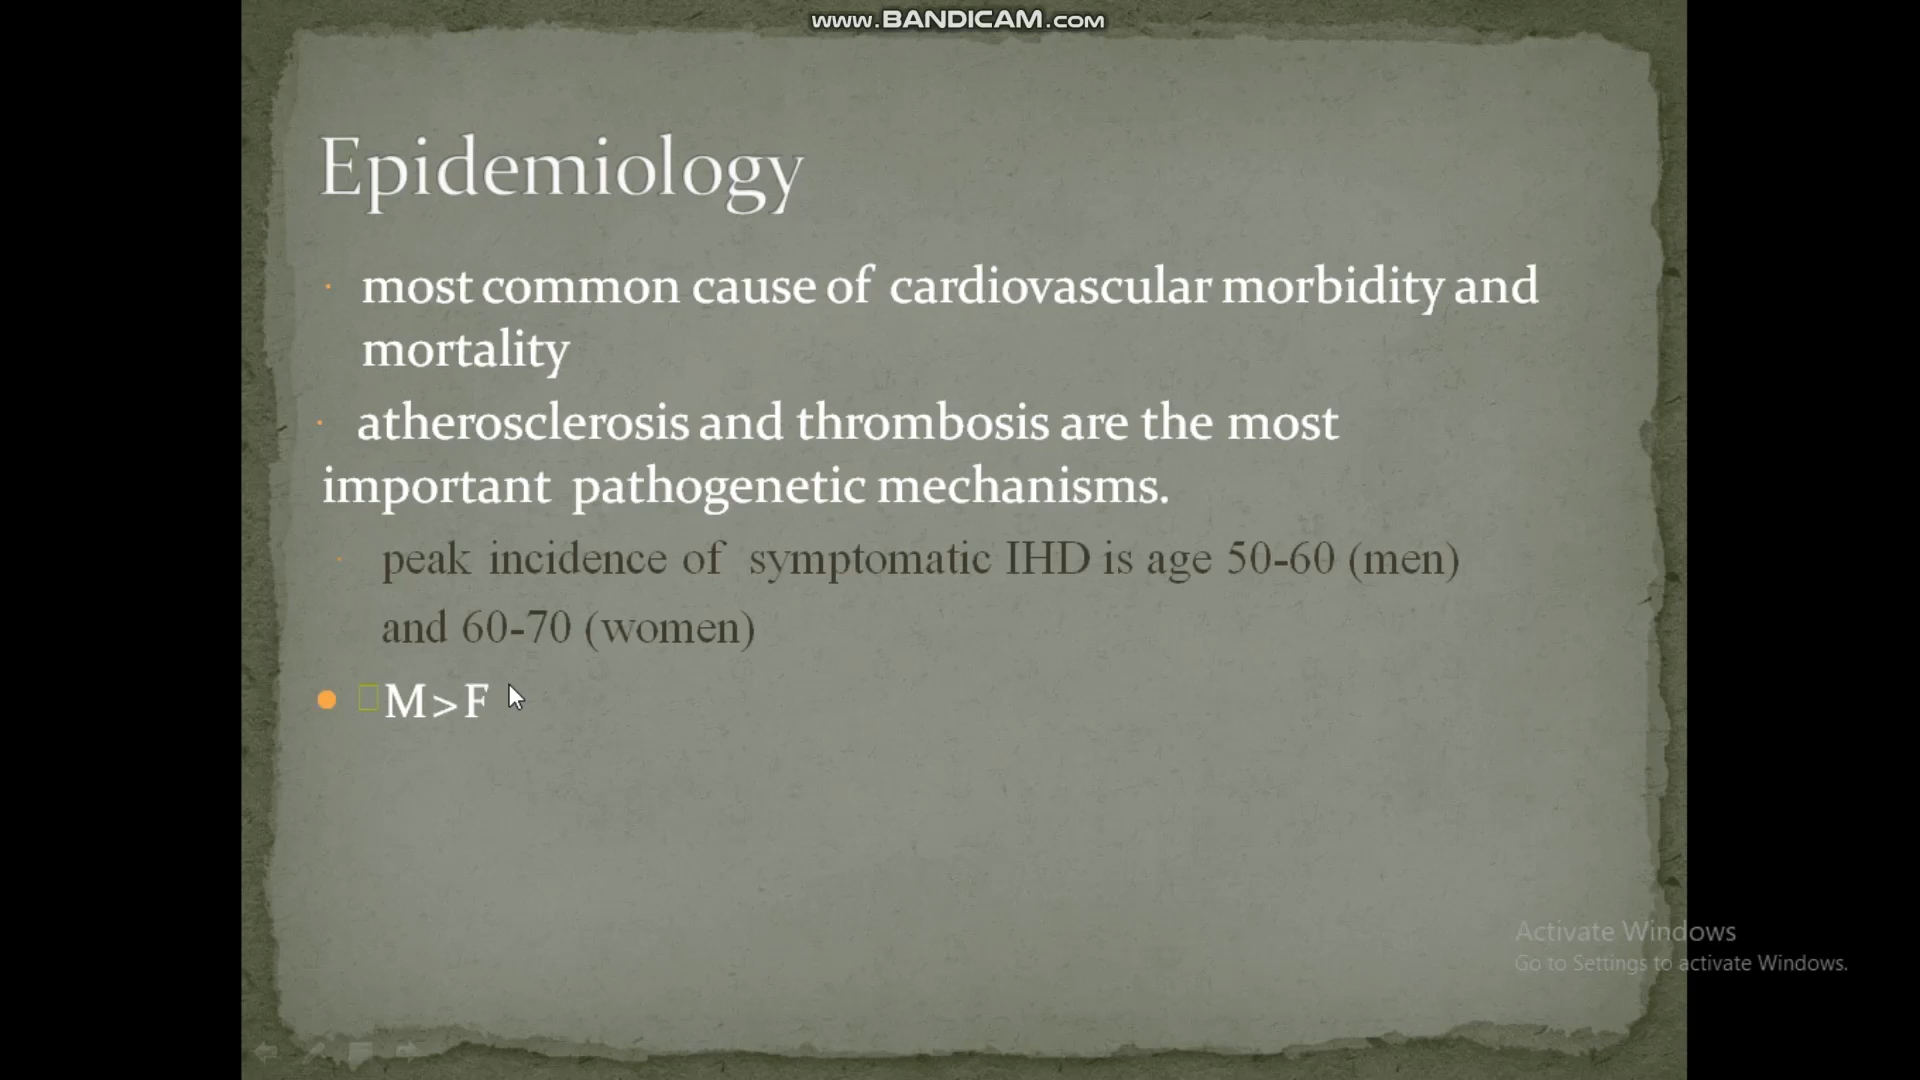 www.BANDICAM.com
Epidemiology
most common cause of cardiovascular morbidity and
mortality
atherosclerosis and thrombosis are the most
important pathogenetic mechanisms.
peak incidence of symptomatic IHD is age 50-60 (men)
and 60-70 (women)
M>F
Activate Windows
Go to Settings to activate Windows.